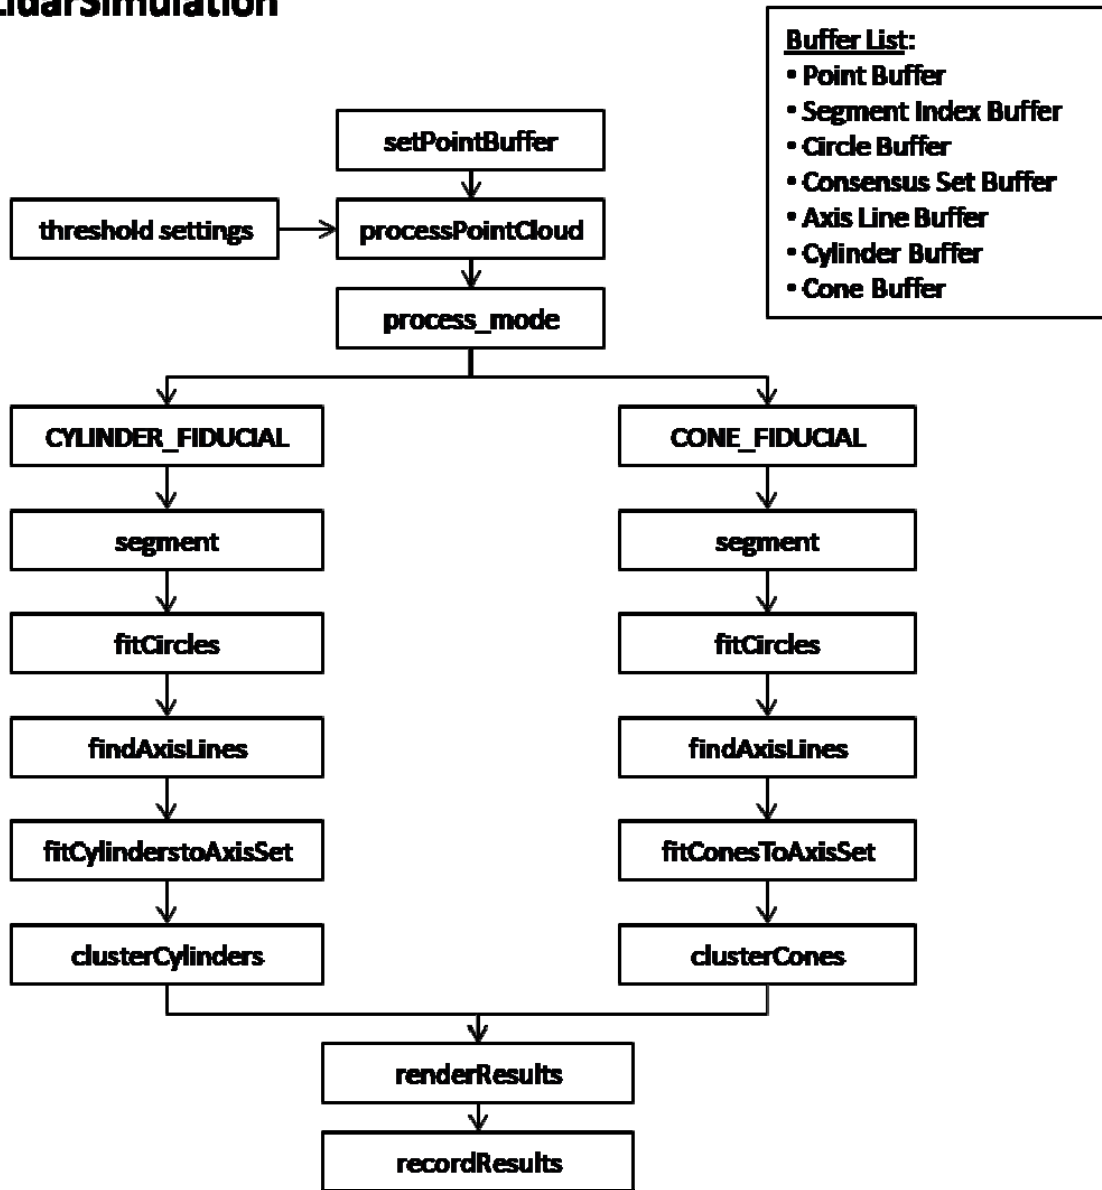 LidarSimulation
Buffer List:
• Point Buffer
• Segment Index Buffer
• Circle Buffer
• Consensus Set Buffer
• Axis Line Buffer
• Cylinder Buffer
• Cone Buffer
setPointBuffer
threshold settings
processPointCloud
process_mode
CYLINDER_FIDUCIAL
CONE_FIDUCIAL
segment
segment
fitCircles
fitCircles
findAxisLines
findAxisLines
fitCylinderstoAxisSet
fitConesToAxisSet
clusterCylinders
clusterCones
renderResults
recordResults